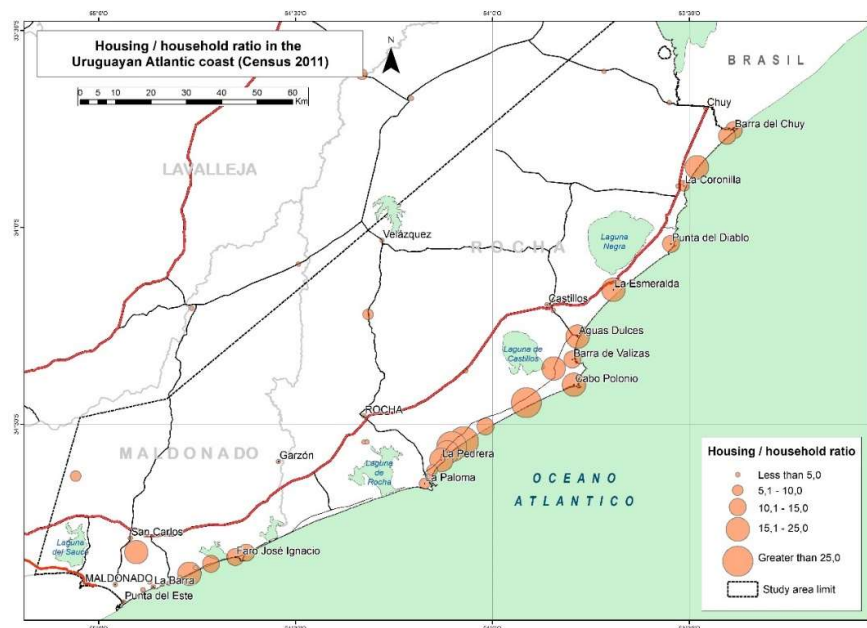 Housing / household ratio in the
Uruguayan Atlantic coast (Census 2011)
0 5 10 20 30 40 50 60
Km
N
BRASIL
Chuy
Barra del Chuy
LAVALLEJA
La Coronilla
Velázquez
ROCHA
Laguna
Negra
Punta del Diablo
La Esmeralda
Castillos
Aguas Dulces
Laguna de
Castillos
Barra de Valizas
Cabo Polonio
ROCHA
MALDONADO
Garzón
La Pedrera
Laguna
de
Rocha
La Paloma
OCEANO
ATLANTICO
San Carlos
Laguna
del Sauce
Faro José Ignacio
MALDONADO
La Barra
Punta del Este
Housing / household ratio
Less than 5,0
5,1 - 10,0
10,1 - 15,0
15,1 - 25,0
Greater than 25,0
Study area limit